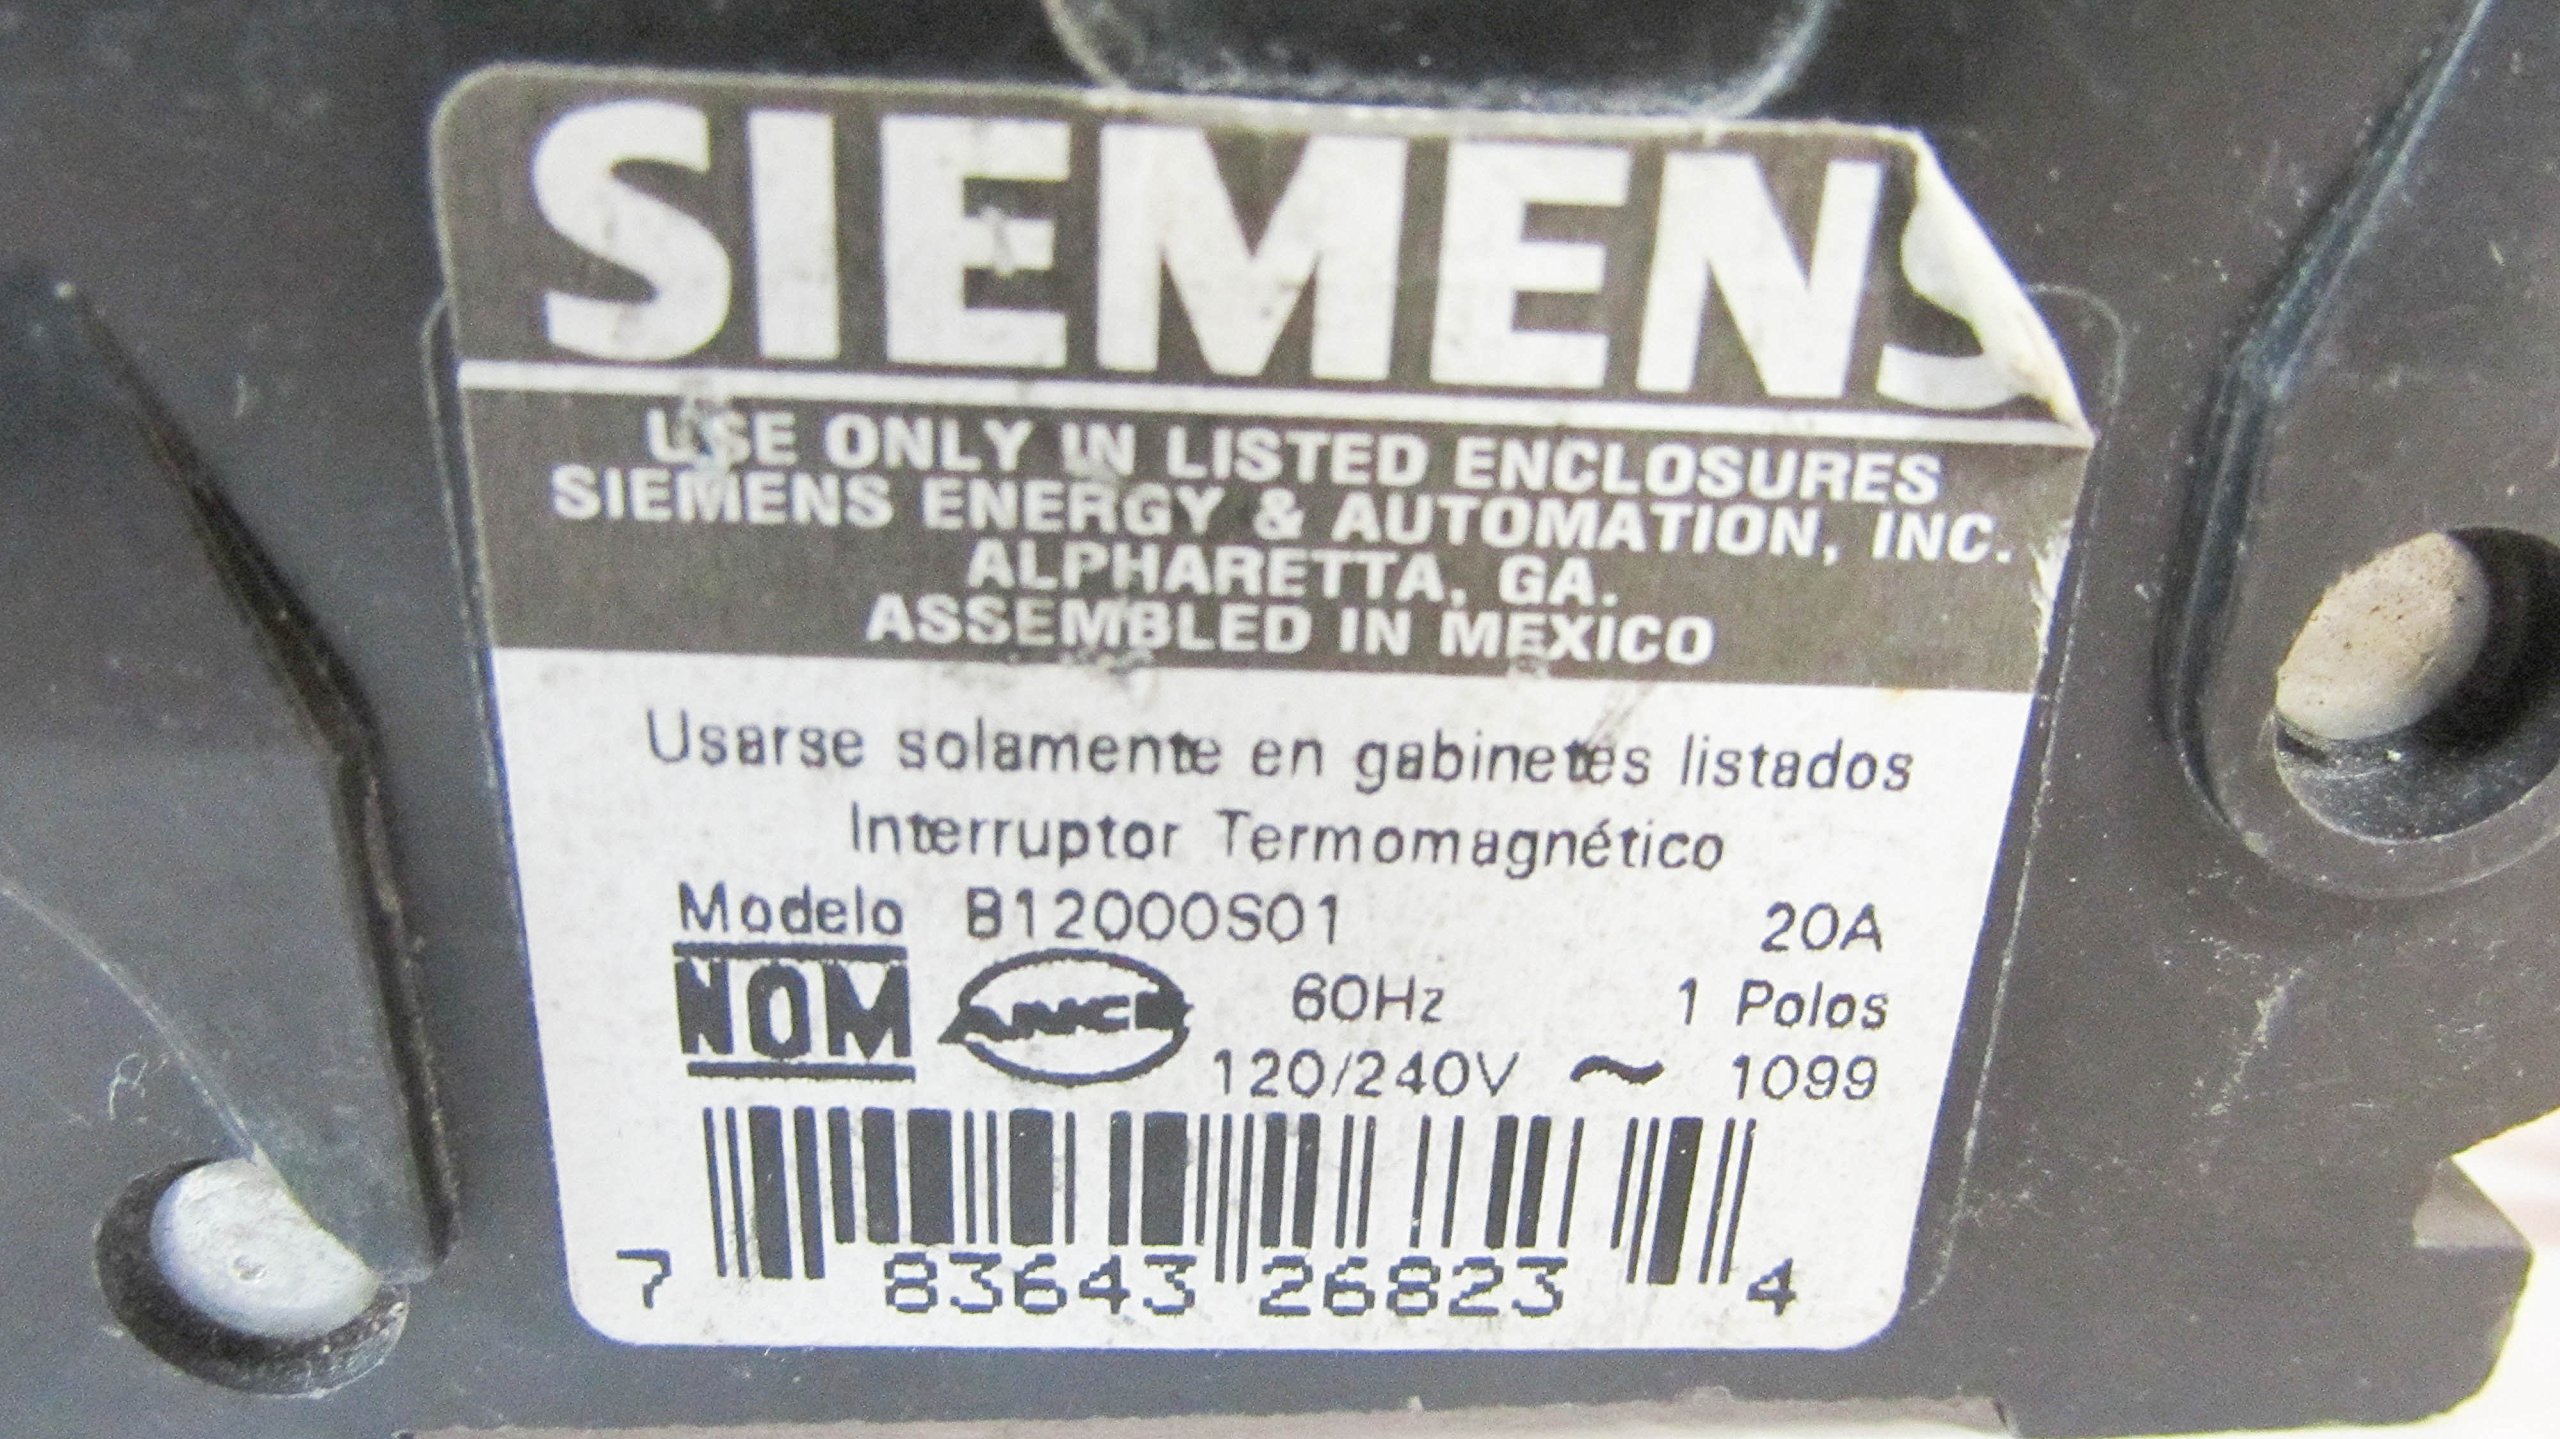 SIEMENS
USE ONLY IN LISTED ENCLOSURES
SIEMENS ENERGY & AUTOMATION, INC.
ALPHARETTA, GA.
ASSEMBLED IN MEXICO
Usarse solamente en gabinetes listados
Interruptor Termomagnético
Modelo B12000S01 20A
NOM ANCE 60Hz 1 Polos
120/240V ~ 1099
7 83643 26823 4